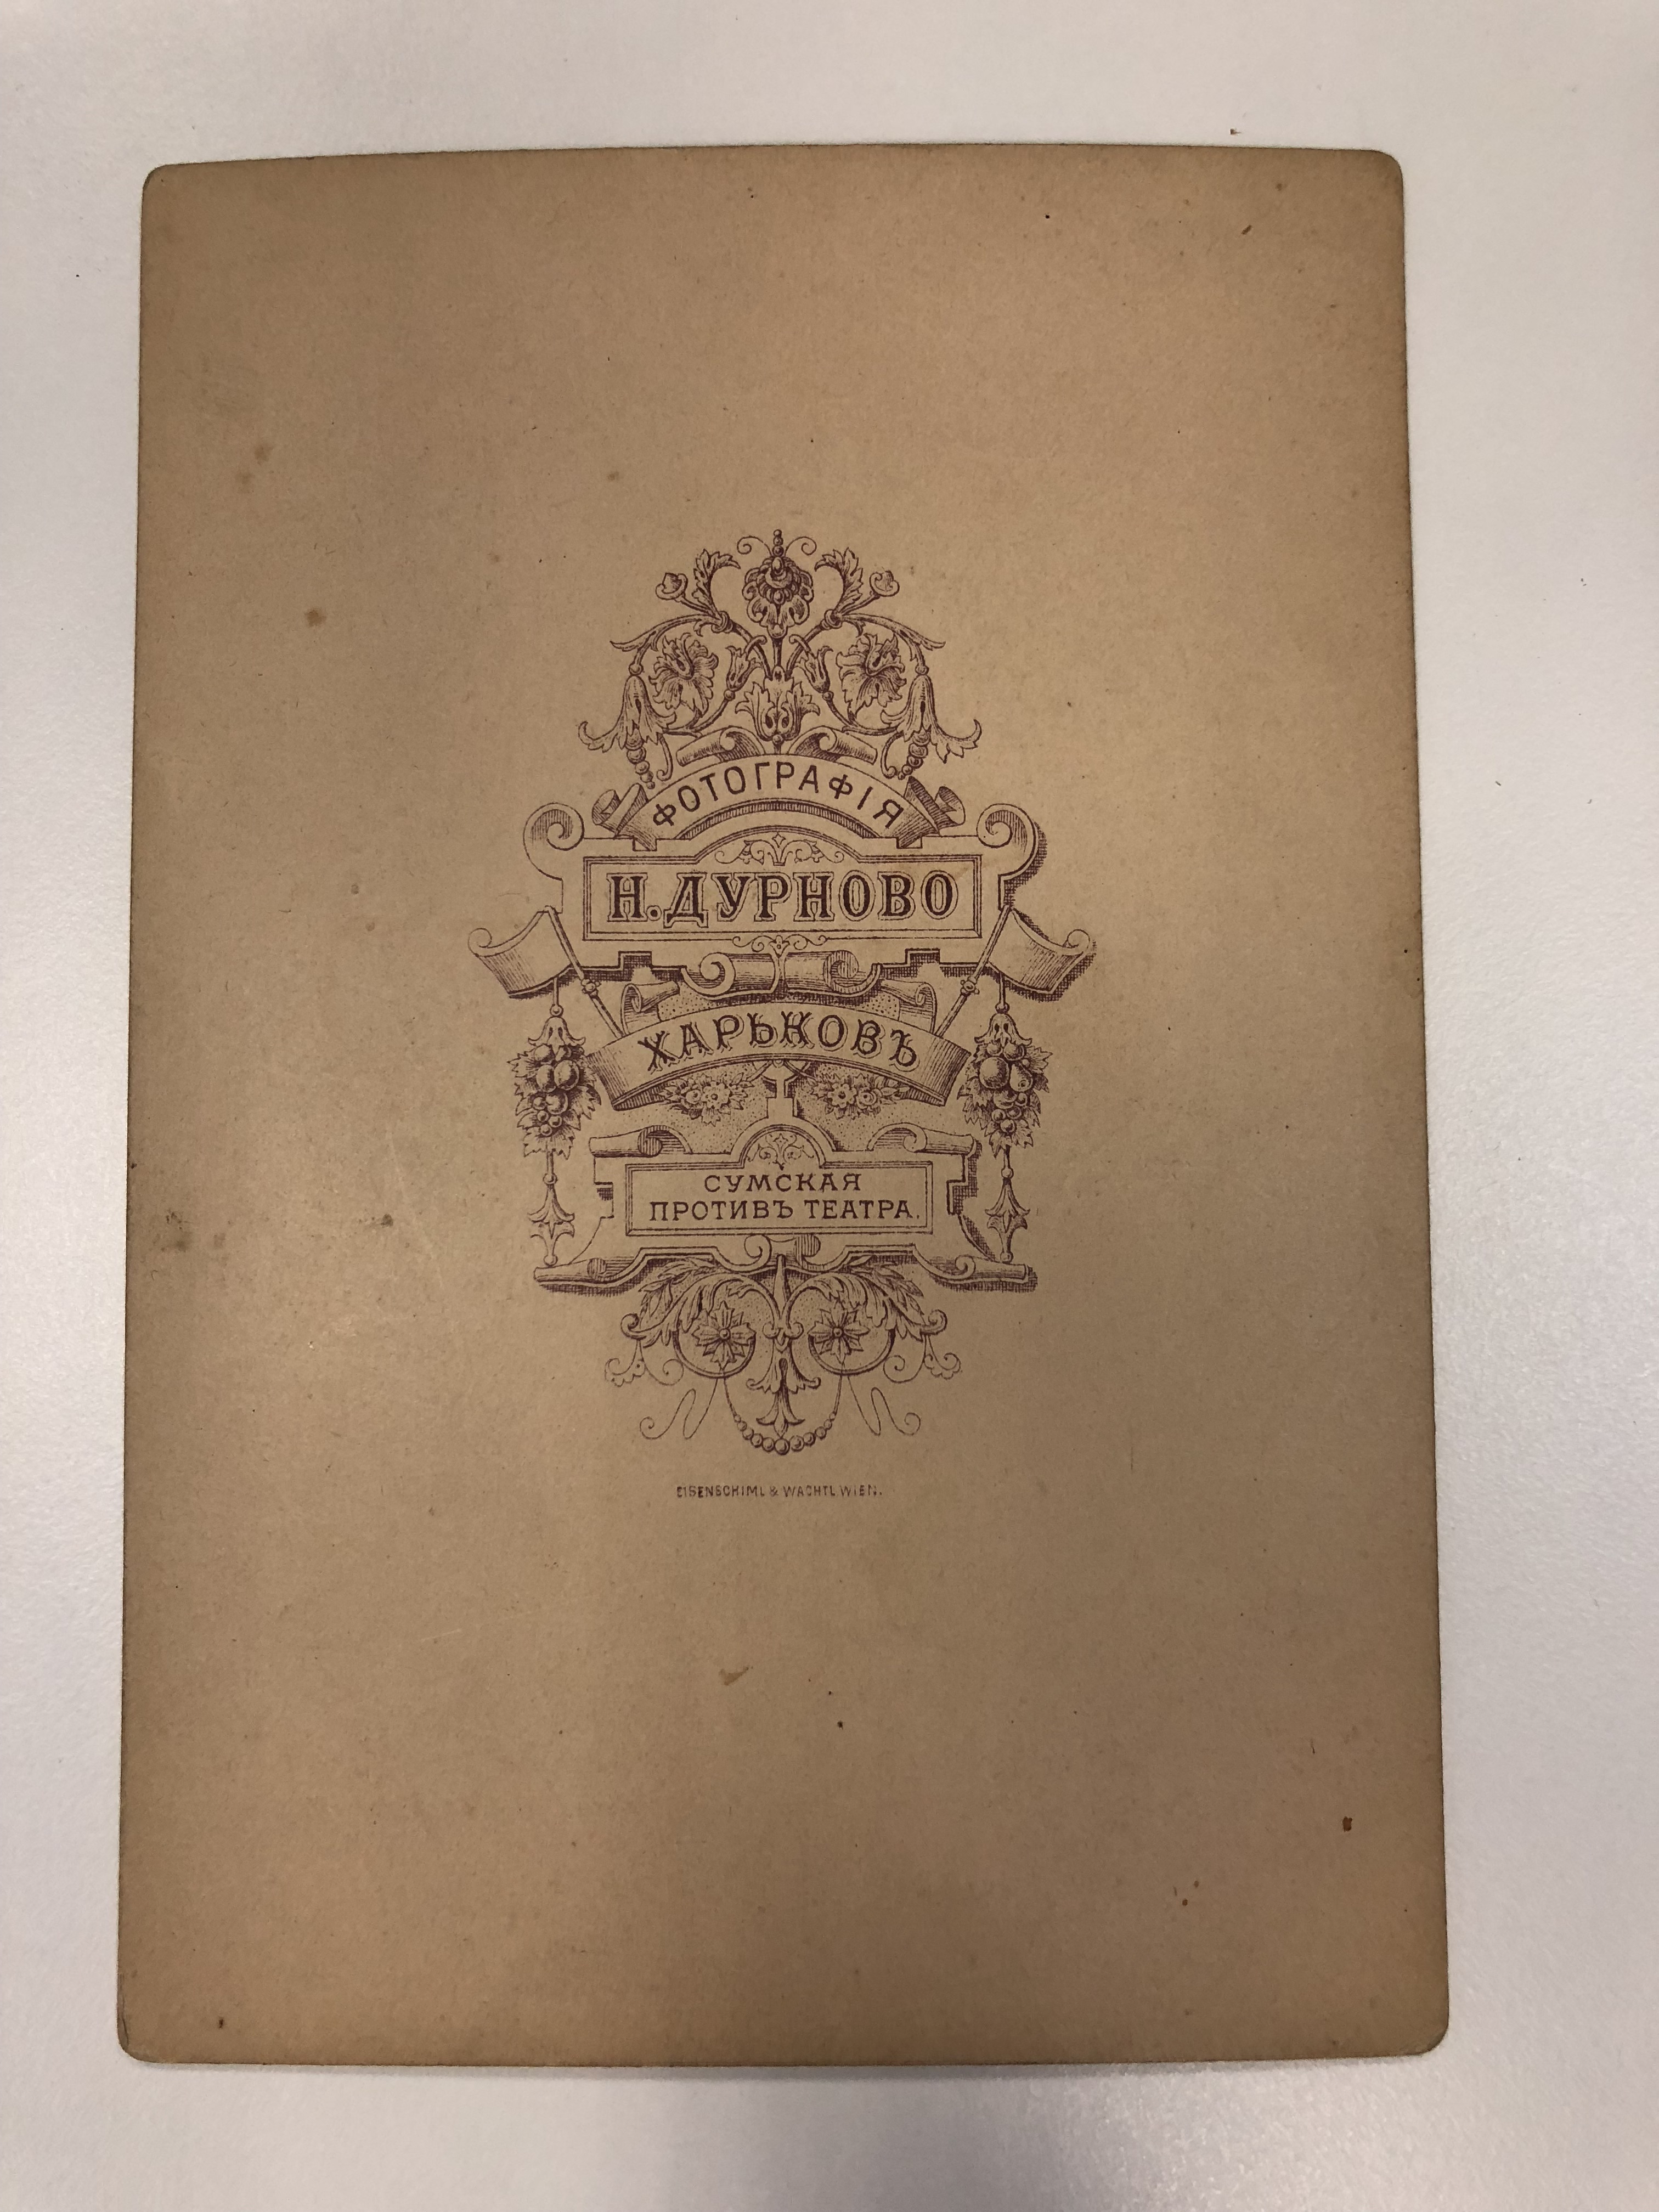 ФОТОГРАФІЯ
Н. ДУРНОВО
ХАРЬКОВЪ
СУМСКАЯ
ПРОТИВЪ ТЕАТРА.
EISENSCHIML & WACHTL WIEN.